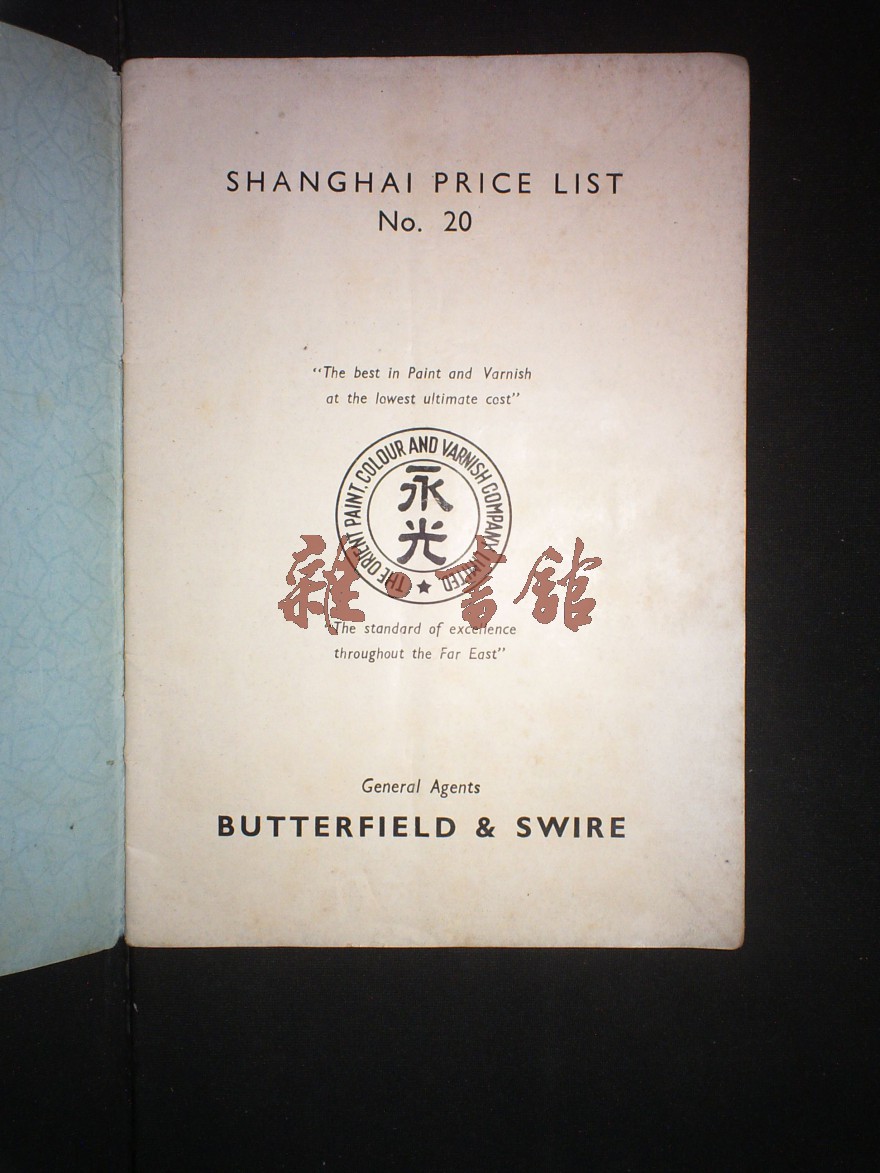 SHANGHAI PRICE LIST
No. 20
"The best in Paint and Varnish
at the lowest ultimate cost"
THE ORIENT PAINT, COLOUR AND VARNISH COMPANY, LIMITED
永光
雜·書館
"The standard of excellence
throughout the Far East"
General Agents
BUTTERFIELD & SWIRE